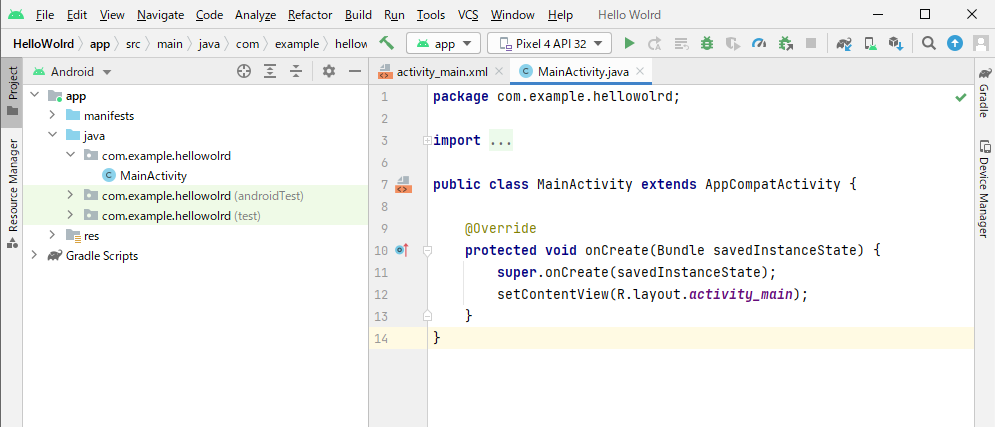 File Edit View Navigate Code Analyze Refactor Build Run Tools VCS Window Help Hello Wolrd
HelloWolrd app src main java com example hellow app Pixel 4 API 32
Project
Resource Manager
Android
app
manifests
java
com.example.hellowolrd
MainActivity
com.example.hellowolrd (androidTest)
com.example.hellowolrd (test)
res
Gradle Scripts
activity_main.xml MainActivity.java
1 package com.example.hellowolrd;
2
3 import ...
6
7 public class MainActivity extends AppCompatActivity {
8
9 @Override
10 protected void onCreate(Bundle savedInstanceState) {
11 super.onCreate(savedInstanceState);
12 setContentView(R.layout.activity_main);
13 }
14 }
Gradle
Device Manager